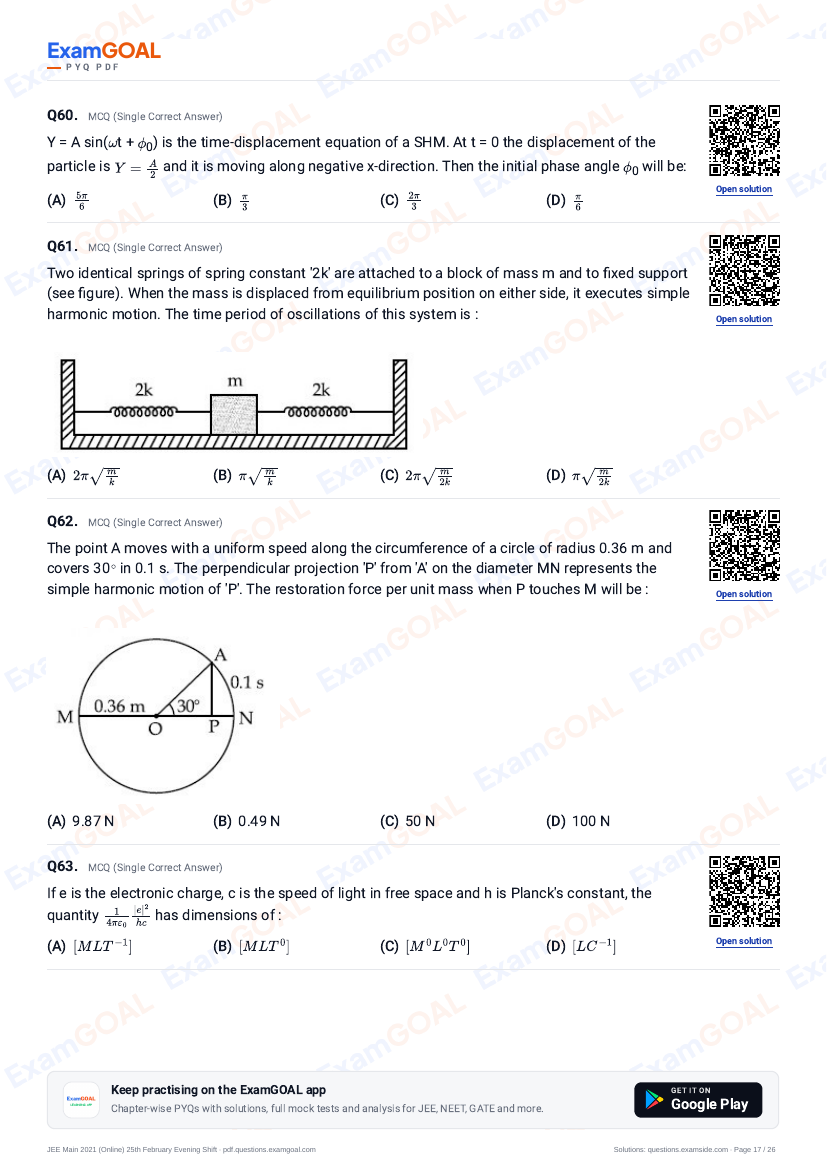 ExamGOAL
PYQ PDF
Q60. MCQ (Single Correct Answer)
Y = A sin(ωt + ϕ₀) is the time-displacement equation of a SHM. At t = 0 the displacement of the
particle is Y = A/2 and it is moving along negative x-direction. Then the initial phase angle ϕ₀ will be:
(A) 5π/6 (B) π/3 (C) 2π/3 (D) π/6
Open solution
Q61. MCQ (Single Correct Answer)
Two identical springs of spring constant '2k' are attached to a block of mass m and to fixed support
(see figure). When the mass is displaced from equilibrium position on either side, it executes simple
harmonic motion. The time period of oscillations of this system is :
Open solution
2k m 2k
(A) 2π√(m/k) (B) π√(m/k) (C) 2π√(m/2k) (D) π√(m/2k)
Q62. MCQ (Single Correct Answer)
The point A moves with a uniform speed along the circumference of a circle of radius 0.36 m and
covers 30° in 0.1 s. The perpendicular projection 'P' from 'A' on the diameter MN represents the
simple harmonic motion of 'P'. The restoration force per unit mass when P touches M will be :
Open solution
A
0.1 s
0.36 m 30°
M O P N
(A) 9.87 N (B) 0.49 N (C) 50 N (D) 100 N
Q63. MCQ (Single Correct Answer)
If e is the electronic charge, c is the speed of light in free space and h is Planck's constant, the
quantity 1/4πε₀ |e|²/hc has dimensions of :
(A) [MLT⁻¹] (B) [MLT⁰] (C) [M⁰L⁰T⁰] (D) [LC⁻¹]
Open solution
Keep practising on the ExamGOAL app
Chapter-wise PYQs with solutions, full mock tests and analysis for JEE, NEET, GATE and more.
GET IT ON
Google Play
JEE Main 2021 (Online) 25th February Evening Shift · pdf.questions.examgoal.com
Solutions: questions.examside.com · Page 17 / 26